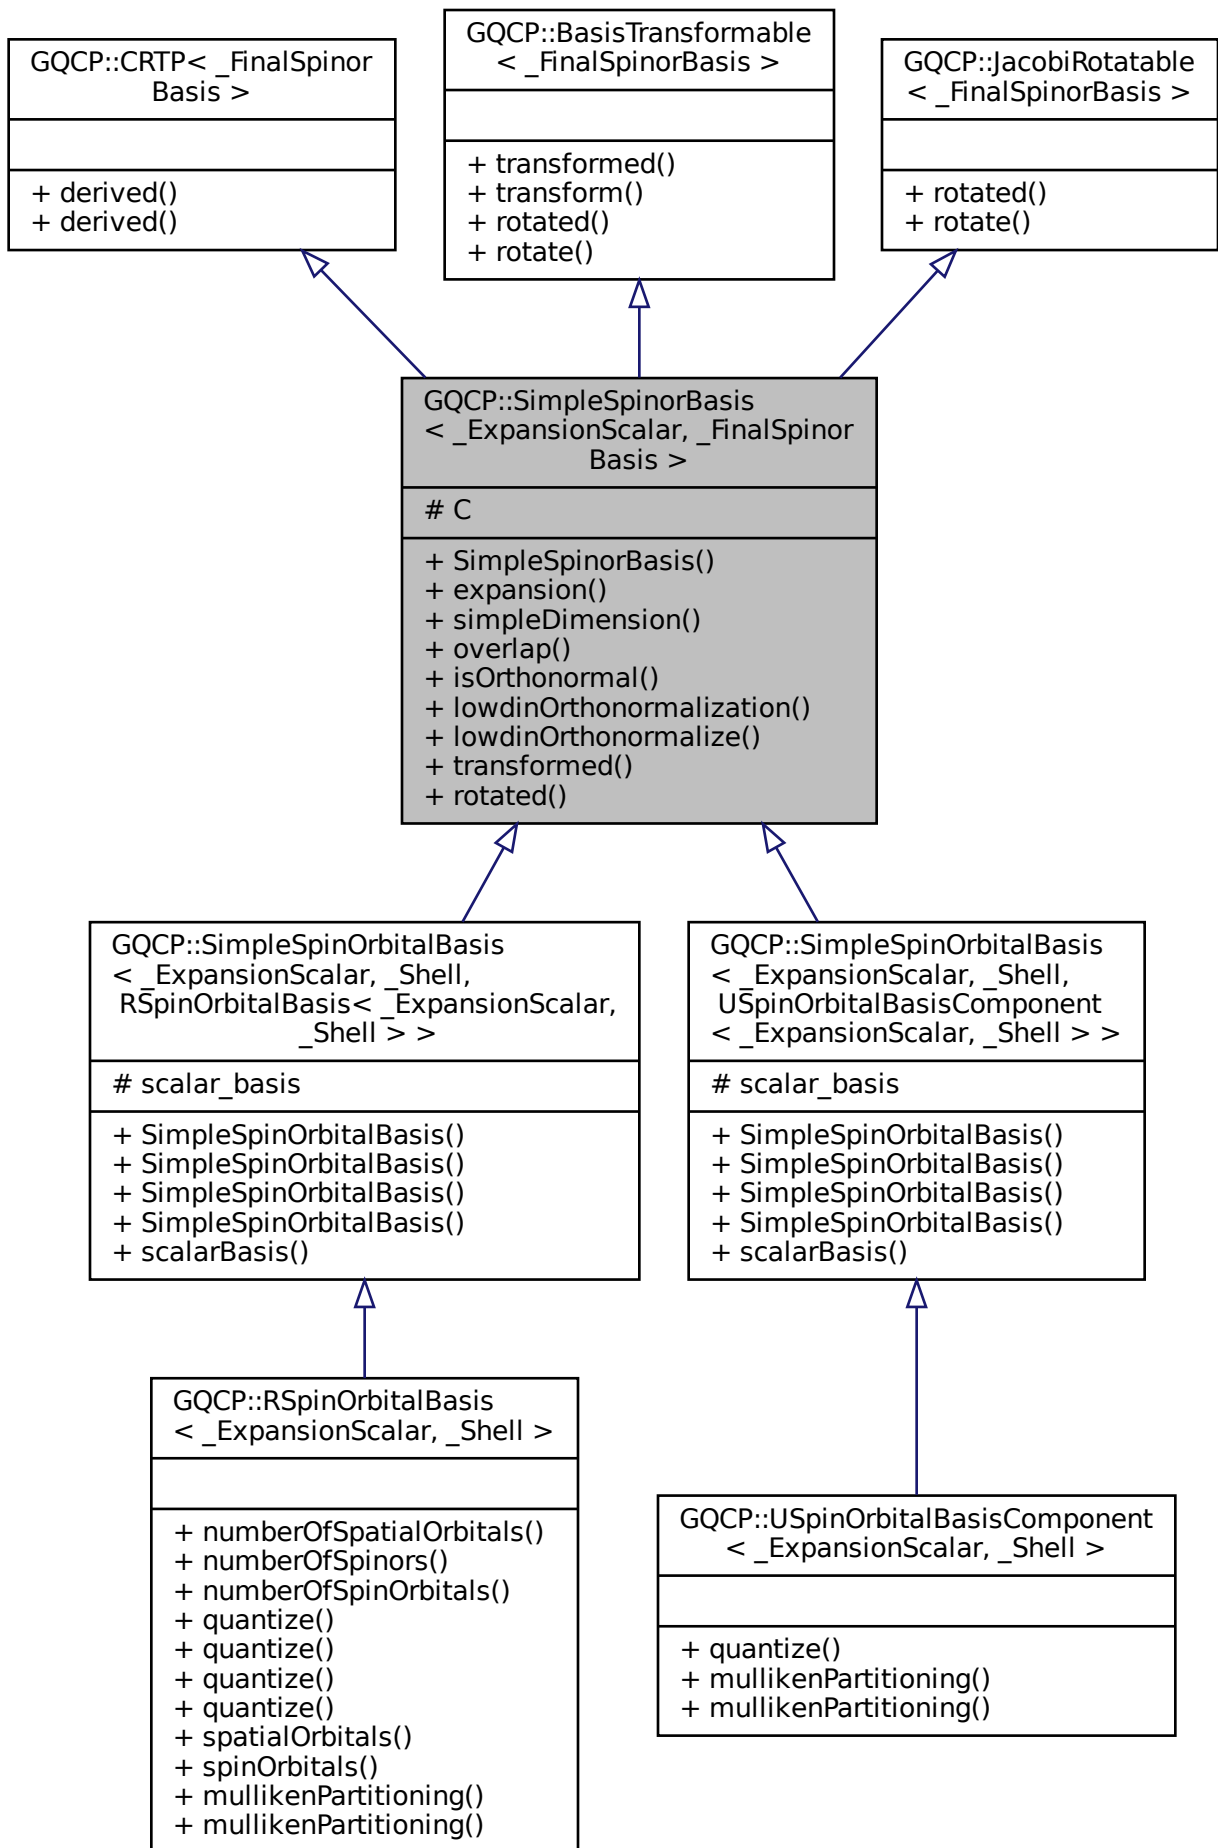 GQCP::CRTP< _FinalSpinor
Basis >
+ derived()
+ derived()
GQCP::BasisTransformable
< _FinalSpinorBasis >
+ transformed()
+ transform()
+ rotated()
+ rotate()
GQCP::JacobiRotatable
< _FinalSpinorBasis >
+ rotated()
+ rotate()
GQCP::SimpleSpinorBasis
< _ExpansionScalar, _FinalSpinor
Basis >
# C
+ SimpleSpinorBasis()
+ expansion()
+ simpleDimension()
+ overlap()
+ isOrthonormal()
+ lowdinOrthonormalization()
+ lowdinOrthonormalize()
+ transformed()
+ rotated()
GQCP::SimpleSpinOrbitalBasis
< _ExpansionScalar, _Shell,
RSpinOrbitalBasis< _ExpansionScalar,
_Shell > >
# scalar_basis
+ SimpleSpinOrbitalBasis()
+ SimpleSpinOrbitalBasis()
+ SimpleSpinOrbitalBasis()
+ SimpleSpinOrbitalBasis()
+ scalarBasis()
GQCP::SimpleSpinOrbitalBasis
< _ExpansionScalar, _Shell,
USpinOrbitalBasisComponent
< _ExpansionScalar, _Shell > >
# scalar_basis
+ SimpleSpinOrbitalBasis()
+ SimpleSpinOrbitalBasis()
+ SimpleSpinOrbitalBasis()
+ SimpleSpinOrbitalBasis()
+ scalarBasis()
GQCP::RSpinOrbitalBasis
< _ExpansionScalar, _Shell >
+ numberOfSpatialOrbitals()
+ numberOfSpinors()
+ numberOfSpinOrbitals()
+ quantize()
+ quantize()
+ quantize()
+ quantize()
+ spatialOrbitals()
+ spinOrbitals()
+ mullikenPartitioning()
+ mullikenPartitioning()
GQCP::USpinOrbitalBasisComponent
< _ExpansionScalar, _Shell >
+ quantize()
+ mullikenPartitioning()
+ mullikenPartitioning()